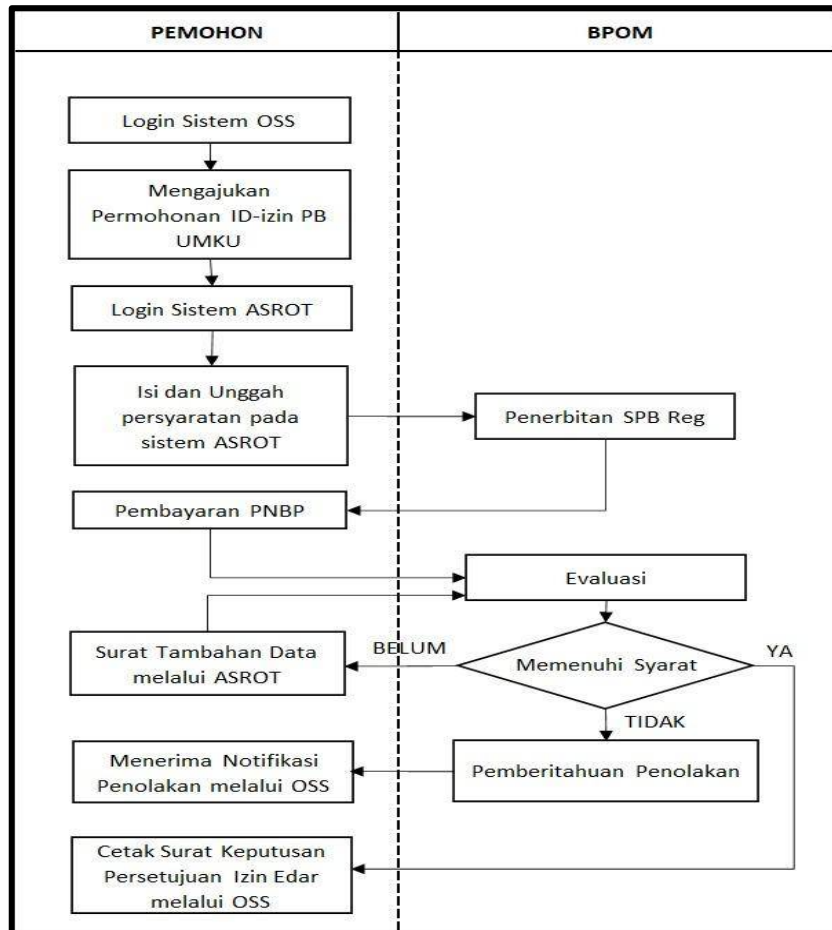 PEMOHON
BPOM
Login Sistem OSS
Mengajukan
Permohonan ID-izin PB
UMKU
Login Sistem ASROT
Isi dan Unggah
persyaratan pada
sistem ASROT
Penerbitan SPB Reg
Pembayaran PNBP
Evaluasi
Surat Tambahan Data
melalui ASROT
BELUM
Memenuhi Syarat
YA
TIDAK
Menerima Notifikasi
Penolakan melalui OSS
Pemberitahuan Penolakan
Cetak Surat Keputusan
Persetujuan Izin Edar
melalui OSS